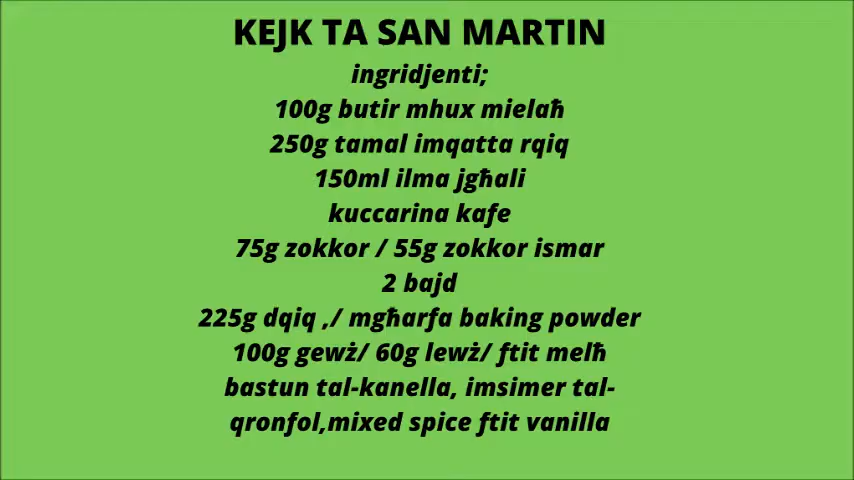 KEJK TA SAN MARTIN
ingridjenti;
100g butir mhux mielaħ
250g tamal imqatta rqiq
150ml ilma jgħali
kuccarina kafe
75g zokkor / 55g zokkor ismar
2 bajd
225g dqiq ,/ mgħarfa baking powder
100g gewż/ 60g lewż/ ftit melħ
bastun tal-kanella, imsimer tal-
qronfol,mixed spice ftit vanilla